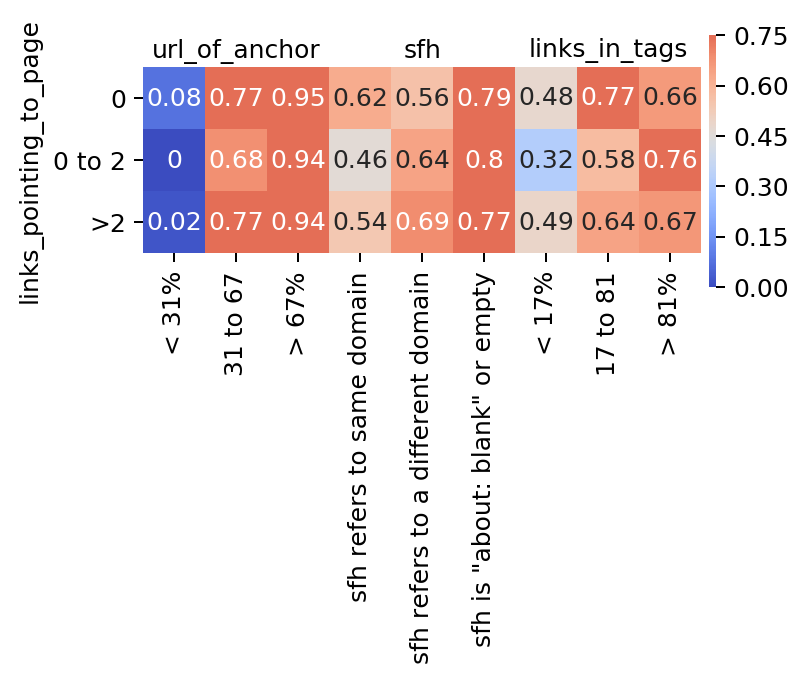 url_of_anchor sfh links_in_tags
links_pointing_to_page
0 0.08 0.77 0.95 0.62 0.56 0.79 0.48 0.77 0.66
0 to 2 0 0.68 0.94 0.46 0.64 0.8 0.32 0.58 0.76
>2 0.02 0.77 0.94 0.54 0.69 0.77 0.49 0.64 0.67
< 31%
31 to 67
> 67%
sfh refers to same domain
sfh refers to a different domain
sfh is "about: blank" or empty
< 17%
17 to 81
> 81%
0.75
0.60
0.45
0.30
0.15
0.00